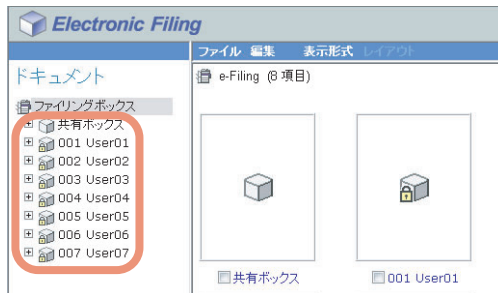 Electronic Filing
ファイル 編集 表示形式 レイアウト
ドキュメント
e-Filing (8 項目)
ファイリングボックス
共有ボックス
001 User01
002 User02
003 User03
004 User04
005 User05
006 User06
007 User07
共有ボックス
001 User01